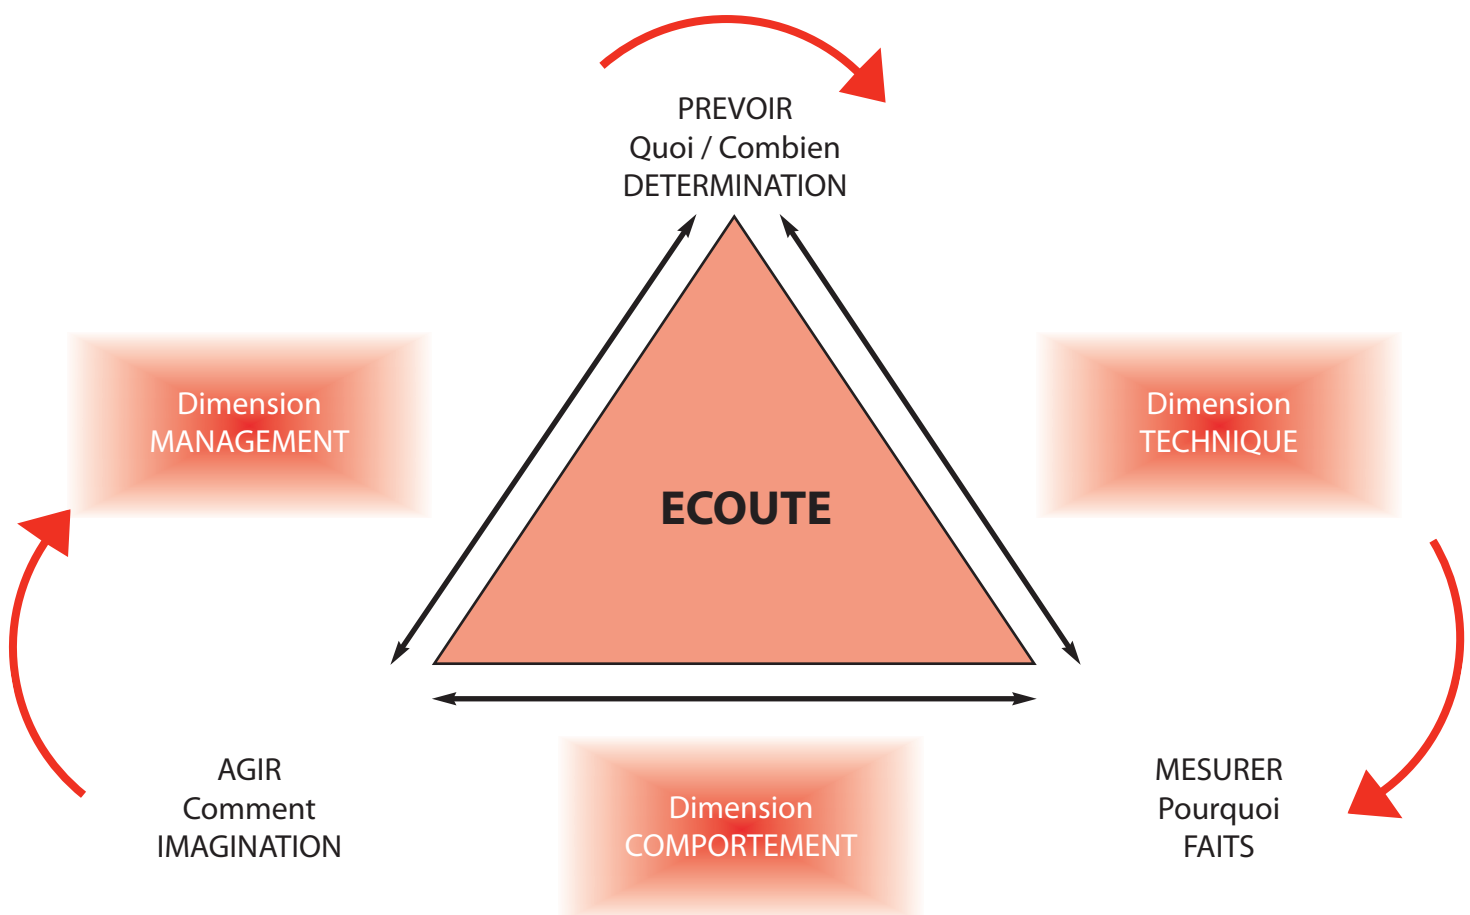 PREVOIR
Quoi / Combien
DETERMINATION
Dimension
MANAGEMENT
Dimension
TECHNIQUE
ECOUTE
AGIR
Comment
IMAGINATION
Dimension
COMPORTEMENT
MESURER
Pourquoi
FAITS